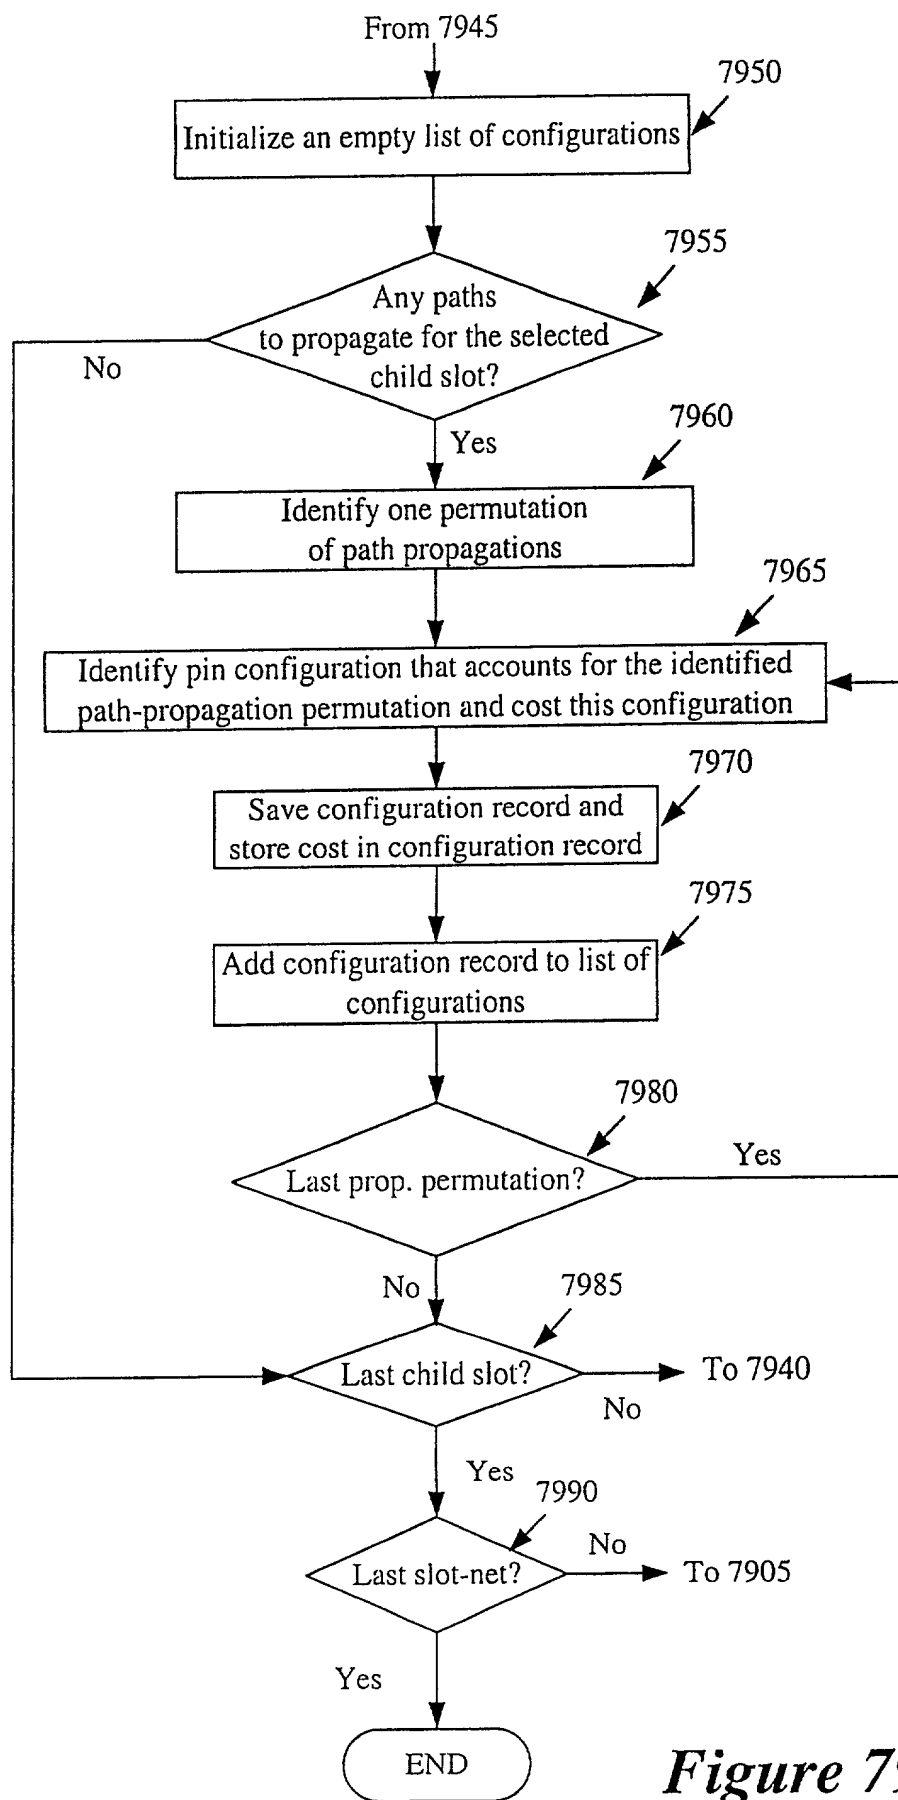 From 7945
7950
Initialize an empty list of configurations
7955
Any paths
to propagate for the selected
child slot?
No
Yes
7960
Identify one permutation
of path propagations
7965
Identify pin configuration that accounts for the identified
path-propagation permutation and cost this configuration
7970
Save configuration record and
store cost in configuration record
7975
Add configuration record to list of
configurations
7980
Last prop. permutation?
Yes
No
7985
Last child slot?
To 7940
No
Yes
7990
Last slot-net?
No
To 7905
Yes
END
Figure 79